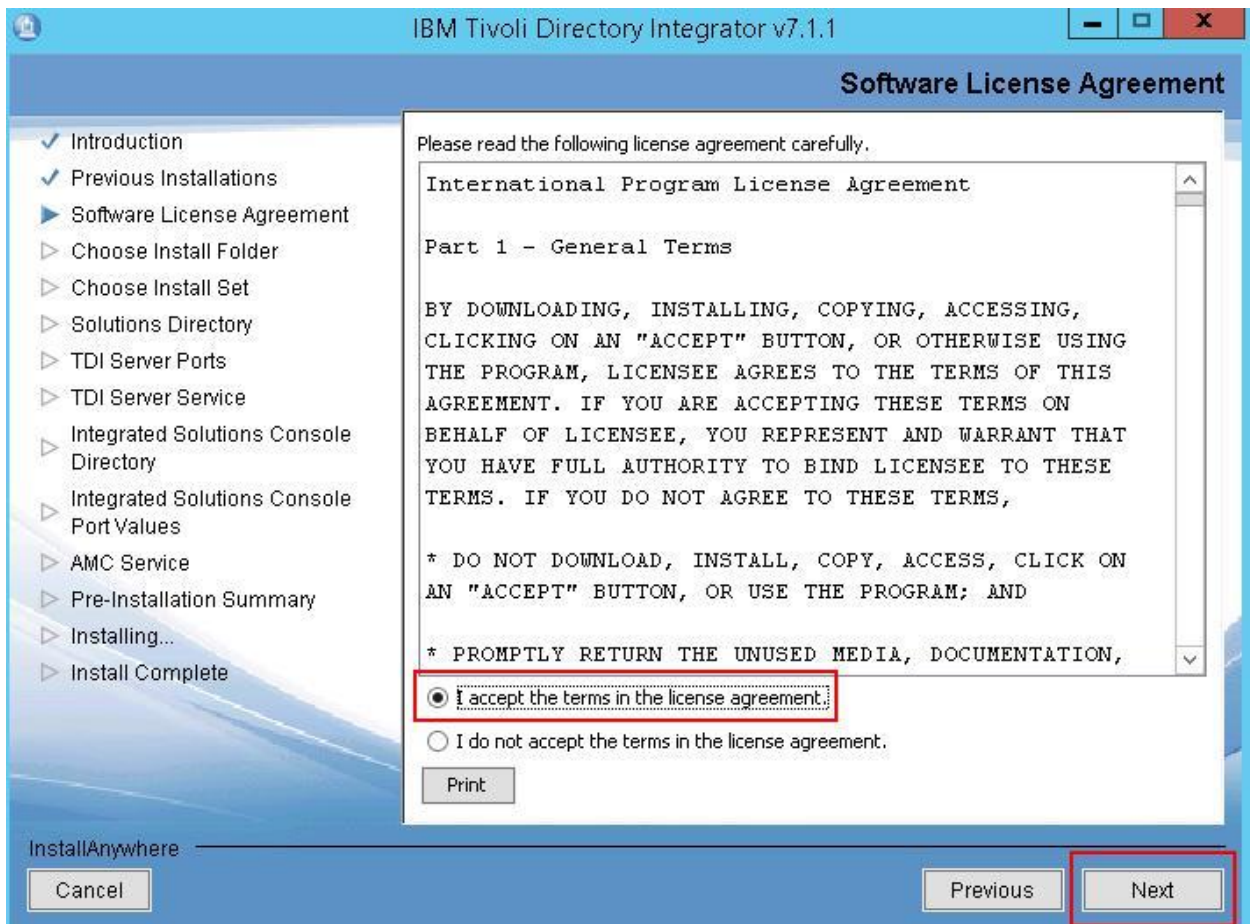 IBM Tivoli Directory Integrator v7.1.1
Software License Agreement
Introduction
Previous Installations
Software License Agreement
Choose Install Folder
Choose Install Set
Solutions Directory
TDI Server Ports
TDI Server Service
Integrated Solutions Console
Directory
Integrated Solutions Console
Port Values
AMC Service
Pre-Installation Summary
Installing...
Install Complete
Please read the following license agreement carefully.
International Program License Agreement
Part 1 - General Terms
BY DOWNLOADING, INSTALLING, COPYING, ACCESSING,
CLICKING ON AN "ACCEPT" BUTTON, OR OTHERWISE USING
THE PROGRAM, LICENSEE AGREES TO THE TERMS OF THIS
AGREEMENT. IF YOU ARE ACCEPTING THESE TERMS ON
BEHALF OF LICENSEE, YOU REPRESENT AND WARRANT THAT
YOU HAVE FULL AUTHORITY TO BIND LICENSEE TO THESE
TERMS. IF YOU DO NOT AGREE TO THESE TERMS,
* DO NOT DOWNLOAD, INSTALL, COPY, ACCESS, CLICK ON
AN "ACCEPT" BUTTON, OR USE THE PROGRAM; AND
* PROMPTLY RETURN THE UNUSED MEDIA, DOCUMENTATION,
I accept the terms in the license agreement.
I do not accept the terms in the license agreement.
Print
InstallAnywhere
Cancel
Previous
Next